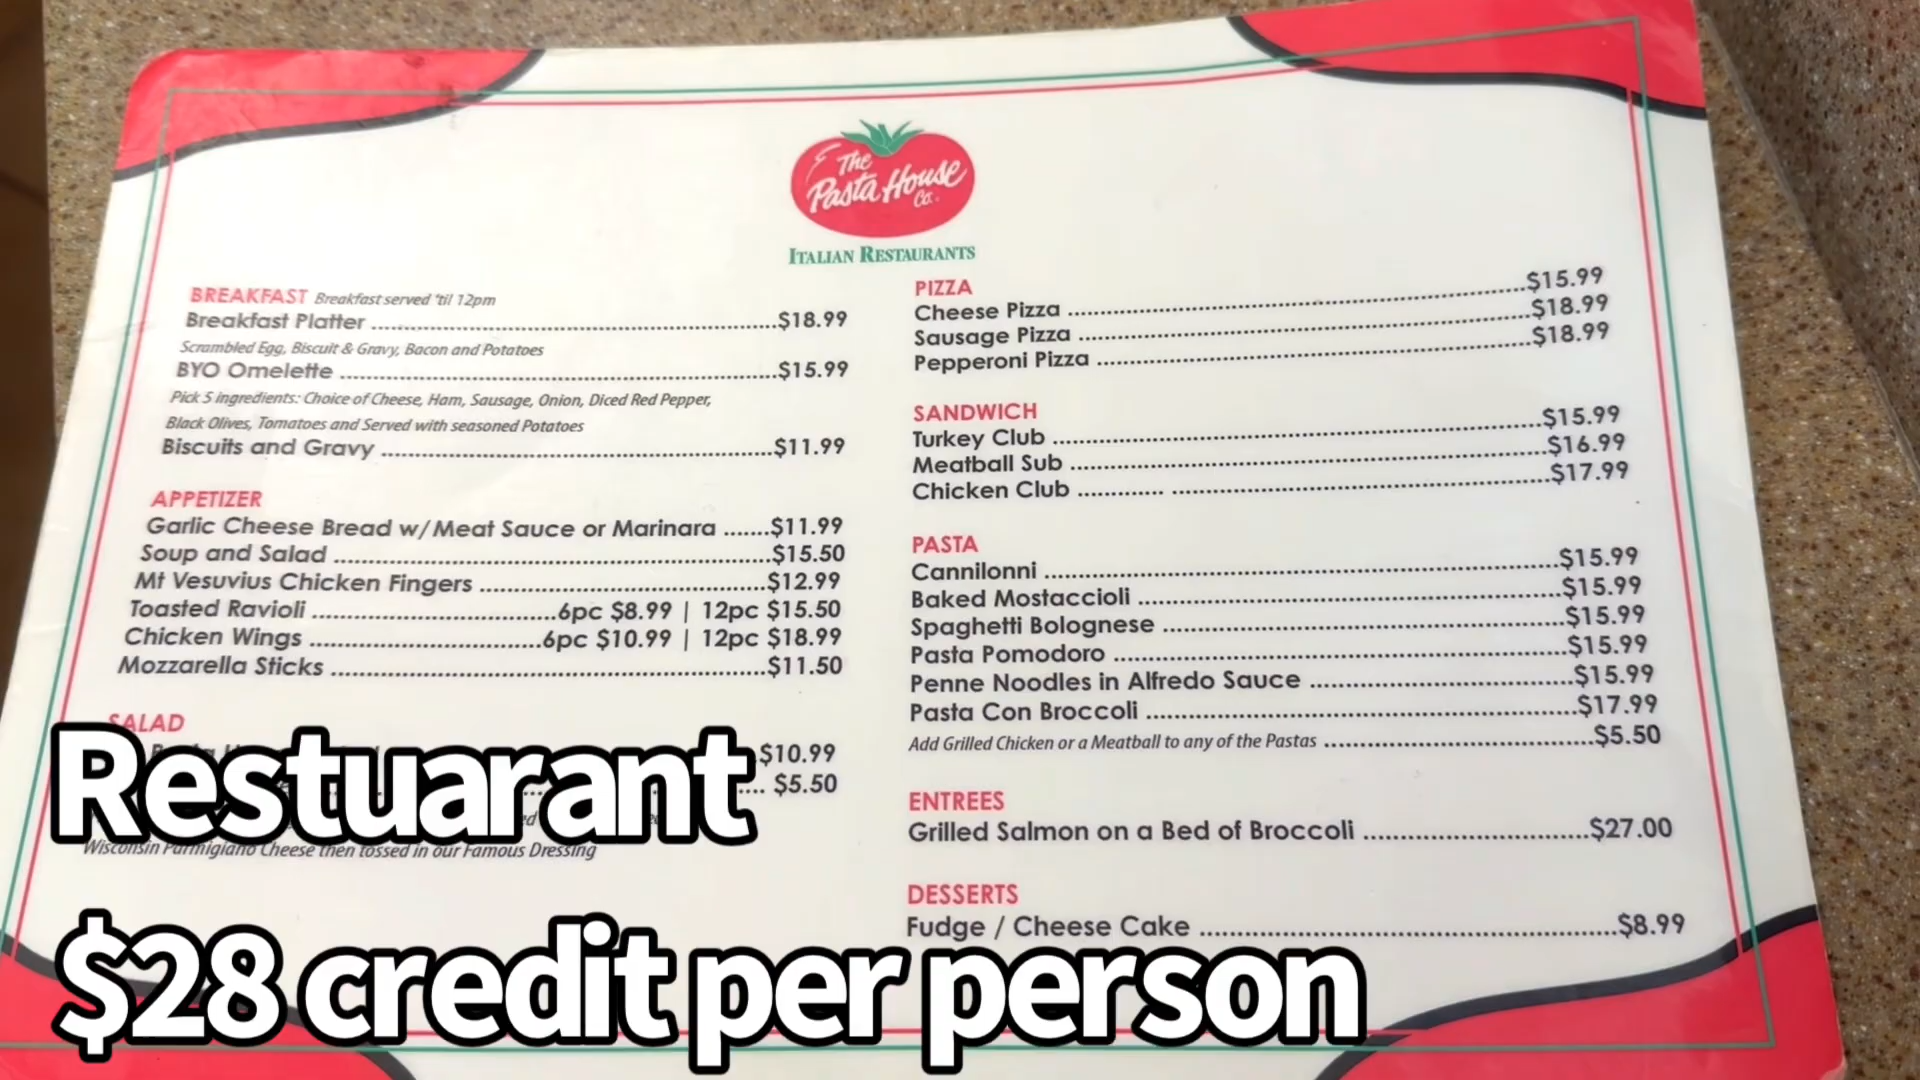 The
Pasta House
Co.
ITALIAN RESTAURANTS
BREAKFAST Breakfast served 'til 12pm
Breakfast Platter ........ $18.99
Scrambled Egg, Biscuit & Gravy, Bacon and Potatoes
BYO Omelette ........ $15.99
Pick 5 ingredients: Choice of Cheese, Ham, Sausage, Onion, Diced Red Pepper,
Black Olives, Tomatoes and Served with seasoned Potatoes
Biscuits and Gravy ........ $11.99
APPETIZER
Garlic Cheese Bread w/Meat Sauce or Marinara ....... $11.99
Soup and Salad ........ $15.50
Mt Vesuvius Chicken Fingers ........ $12.99
Toasted Ravioli ........ 6pc $8.99 | 12pc $15.50
Chicken Wings ........ 6pc $10.99 | 12pc $18.99
Mozzarella Sticks ........ $11.50
SALAD
$10.99
$5.50
Wisconsin Parmigiano Cheese then tossed in our Famous Dressing
PIZZA
Cheese Pizza ........ $15.99
Sausage Pizza ........ $18.99
Pepperoni Pizza ........ $18.99
SANDWICH
Turkey Club ........ $15.99
Meatball Sub ........ $16.99
Chicken Club ........ $17.99
PASTA
Cannilonni ........ $15.99
Baked Mostaccioli ........ $15.99
Spaghetti Bolognese ........ $15.99
Pasta Pomodoro ........ $15.99
Penne Noodles in Alfredo Sauce ........ $15.99
Pasta Con Broccoli ........ $17.99
Add Grilled Chicken or a Meatball to any of the Pastas ........ $5.50
ENTREES
Grilled Salmon on a Bed of Broccoli ........ $27.00
DESSERTS
Fudge / Cheese Cake ........ $8.99
Restuarant
$28 credit per person